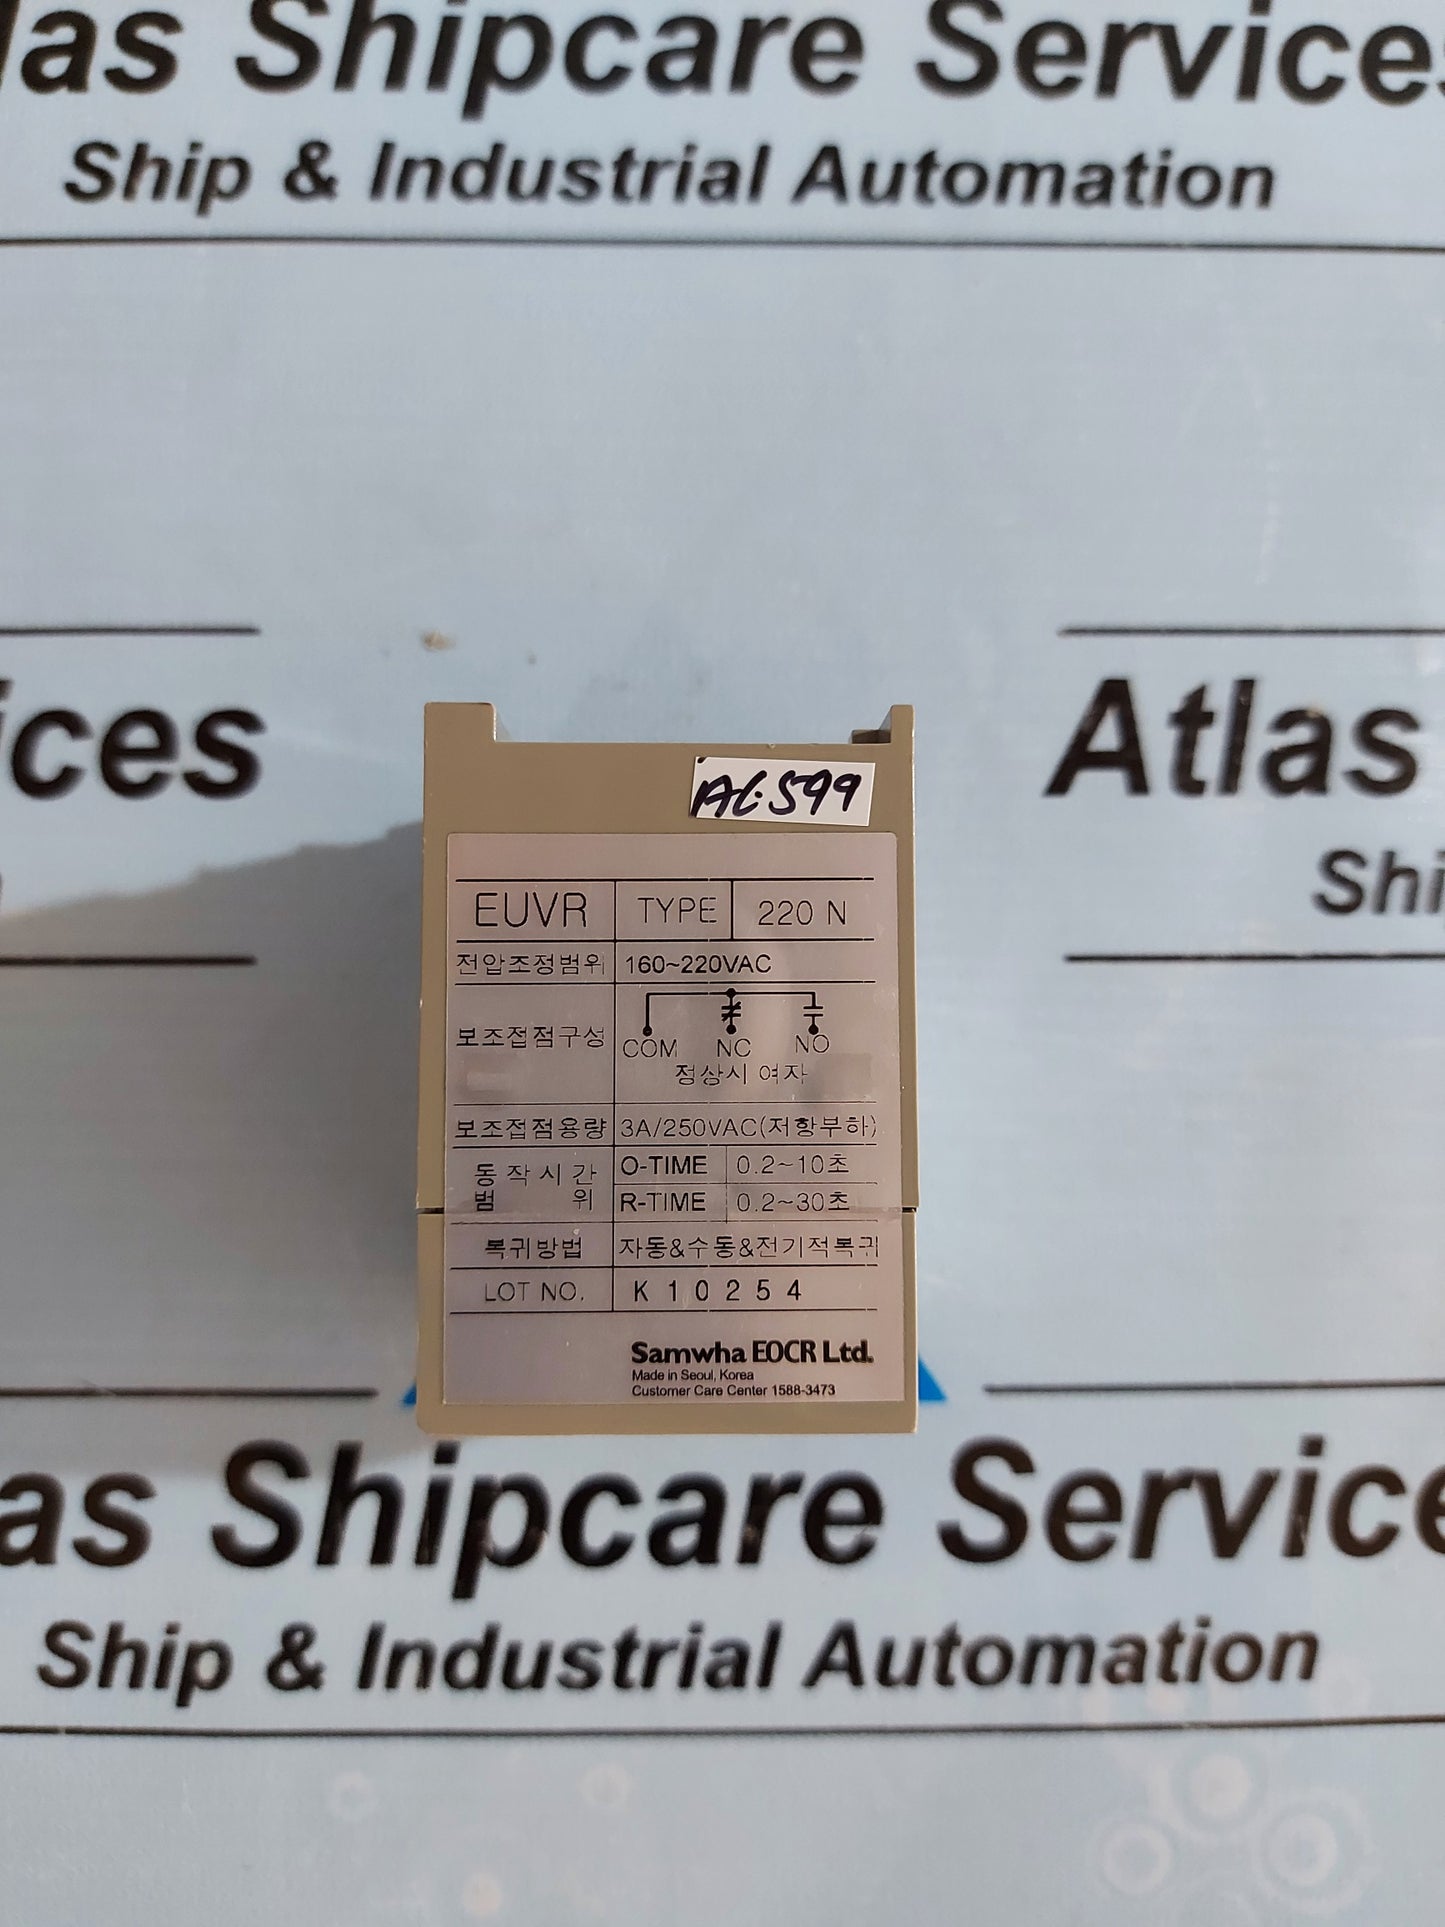 las Shipcare Services
Ship & Industrial Automation
ices
Atlas
Shi
AE-599
EUVR TYPE 220 N
전압조정범위 160~220VAC
보조접점구성 COM NC NO
정상시 여자
보조접점용량 3A/250VAC(저항부하)
동작시간 O-TIME 0.2~10초
범위 R-TIME 0.2~30초
복귀방법 자동&수동&전기적복귀
LOT NO. K10254
Samwha EOCR Ltd.
Made in Seoul, Korea
Customer Care Center 1588-3473
as Shipcare Service
Ship & Industrial Automation